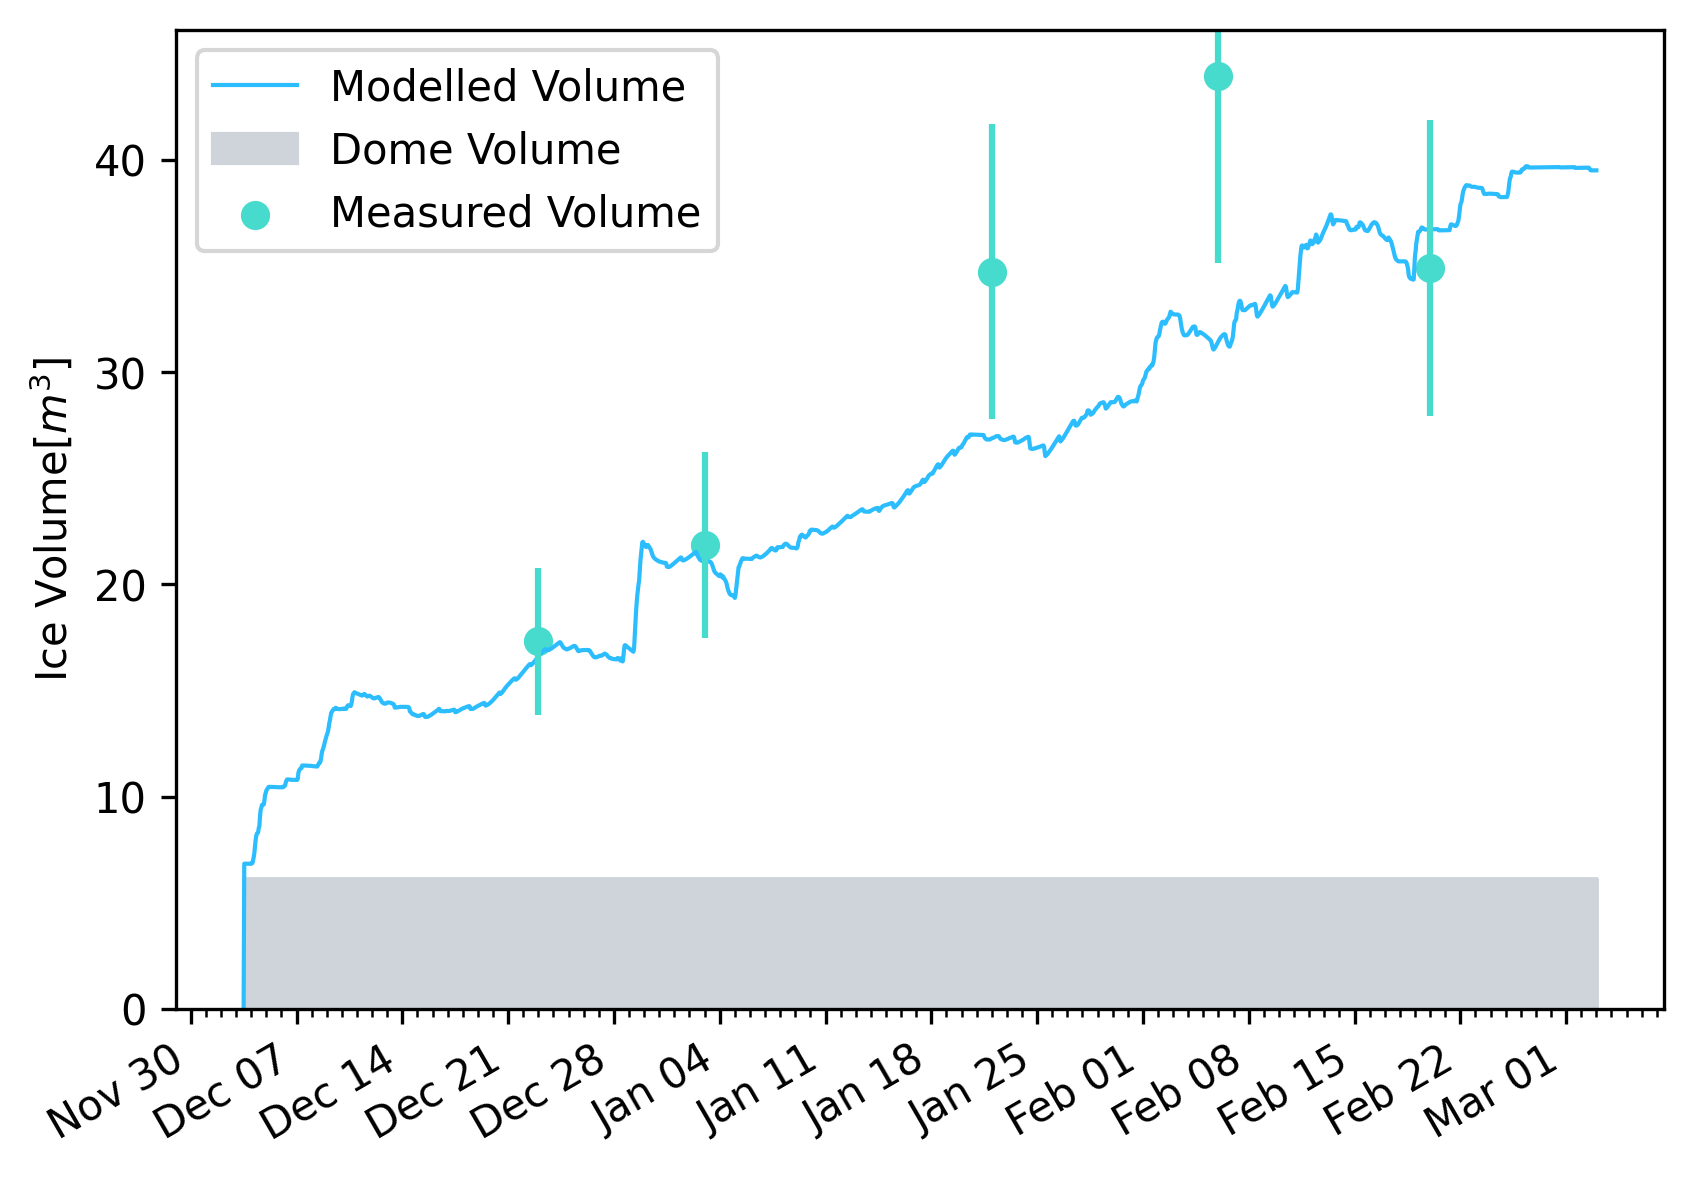 Modelled Volume
Dome Volume
Measured Volume
Ice Volume[m³]
40
30
20
10
0
Nov 30
Dec 07
Dec 14
Dec 21
Dec 28
Jan 04
Jan 11
Jan 18
Jan 25
Feb 01
Feb 08
Feb 15
Feb 22
Mar 01